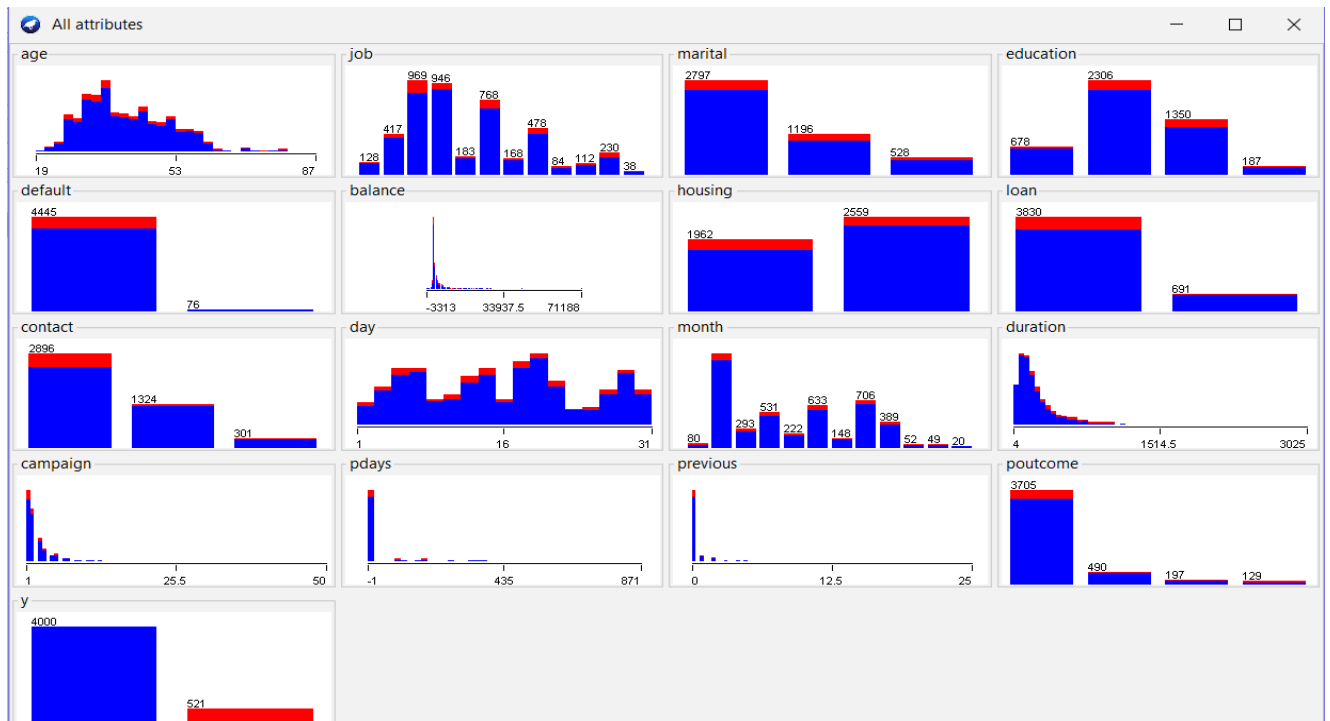 All attributes
age
19 53 87
job
128 417 969 946 183 768 168 478 84 112 230 38
marital
2797 1196 528
education
678 2306 1350 187
default
4445 76
balance
-3313 33937.5 71188
housing
1962 2559
loan
3830 691
contact
2896 1324 301
day
1 16 31
month
80 293 531 222 633 148 706 389 52 49 20
duration
4 1514.5 3025
campaign
1 25.5 50
pdays
-1 435 871
previous
0 12.5 25
poutcome
3705 490 197 129
y
4000 521